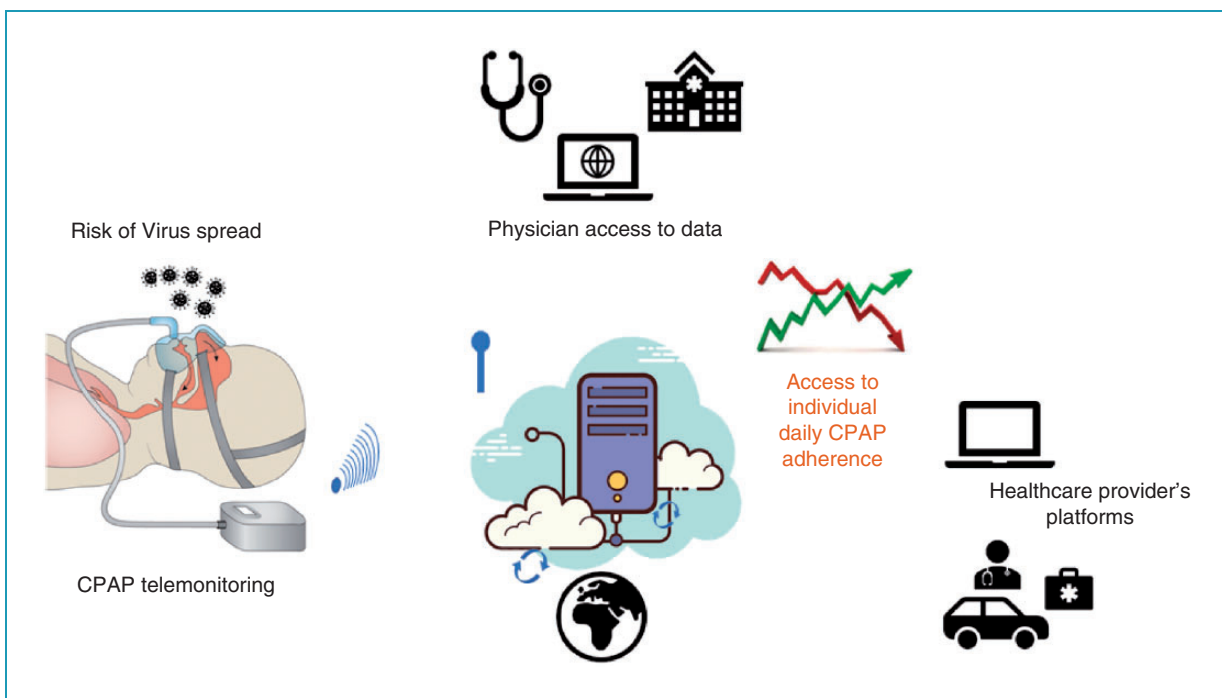 Physician access to data
Risk of Virus spread
Access to
individual
daily CPAP
adherence
Healthcare provider's
platforms
CPAP telemonitoring